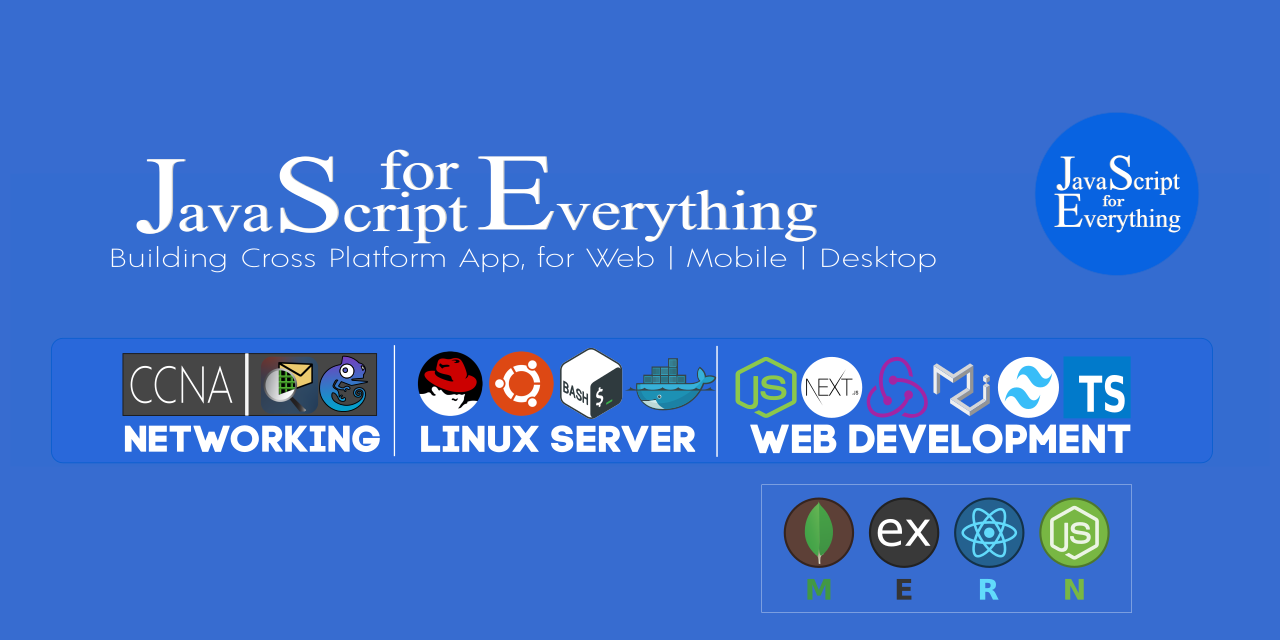 JavaScript for Everything
Building Cross Platform App, for Web | Mobile | Desktop
JavaScript
for
Everything
CCNA
BASH $_
JS
NEXT.JS
TS
NETWORKING
LINUX SERVER
WEB DEVELOPMENT
ex
JS
M E R N